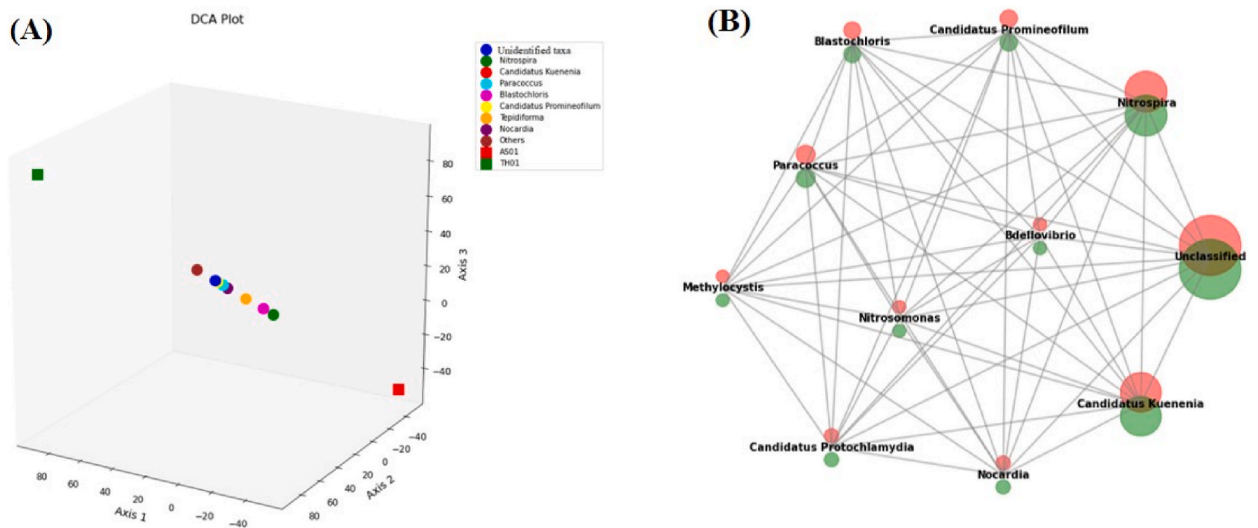 (A)
DCA Plot
Unidentified taxa
Nitrospira
Candidatus Kuenenia
Paracoccus
Blastochloris
Candidatus Promineofilum
Tepidiforma
Nocardia
Others
AS01
TH01
80
60
40
20
0
−20
−40
Axis 3
80
60
40
20
0
−20
−40
Axis 1
80
60
40
20
0
−20
−40
Axis 2
(B)
Blastochloris
Candidatus Promineofilum
Nitrospira
Paracoccus
Bdellovibrio
Unclassified
Methylocystis
Nitrosomonas
Candidatus Kuenenia
Candidatus Protochlamydia
Nocardia